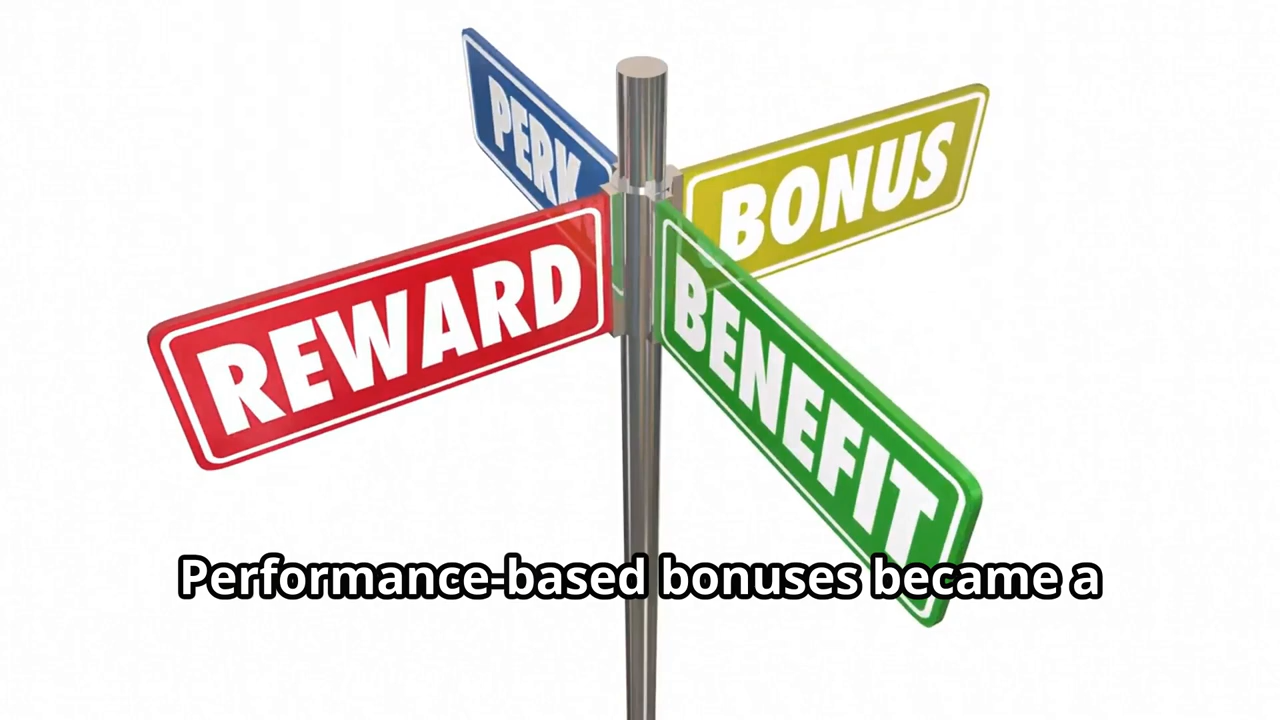 PERK
BONUS
REWARD
BENEFIT
Performance-based bonuses became a